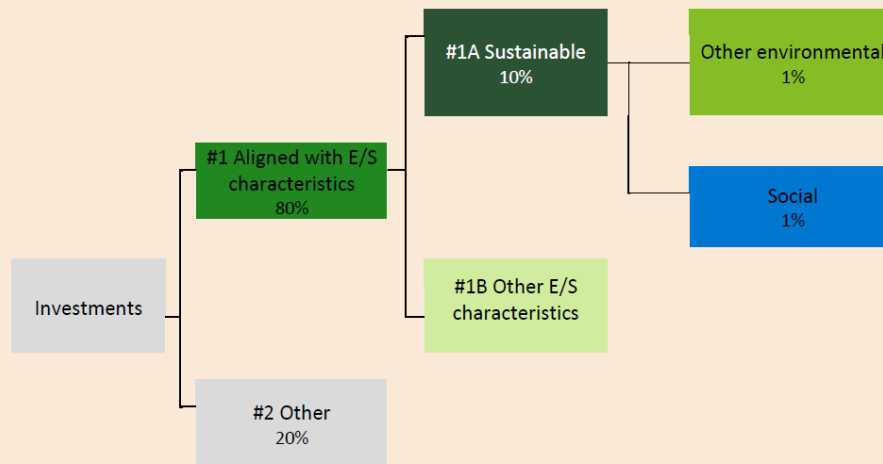 #1A Sustainable
10%
Other environmental
1%
#1 Aligned with E/S
characteristics
80%
Social
1%
Investments
#1B Other E/S
characteristics
#2 Other
20%